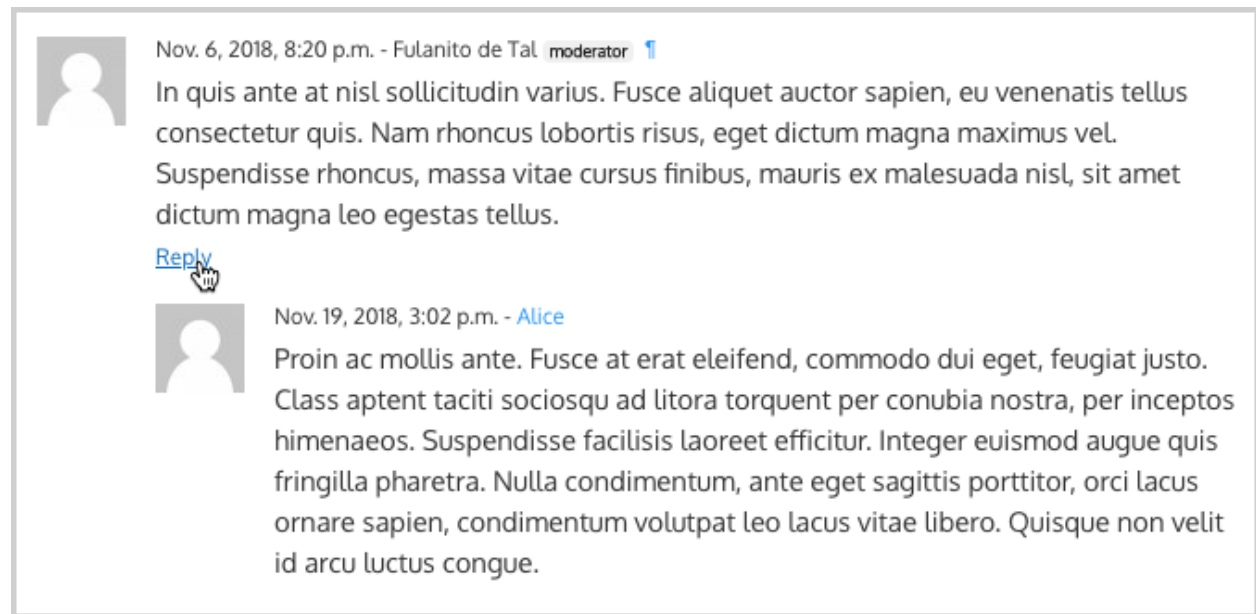 Nov. 6, 2018, 8:20 p.m. - Fulanito de Tal moderator ¶
In quis ante at nisl sollicitudin varius. Fusce aliquet auctor sapien, eu venenatis tellus
consectetur quis. Nam rhoncus lobortis risus, eget dictum magna maximus vel.
Suspendisse rhoncus, massa vitae cursus finibus, mauris ex malesuada nisl, sit amet
dictum magna leo egestas tellus.
Reply
Nov. 19, 2018, 3:02 p.m. - Alice
Proin ac mollis ante. Fusce at erat eleifend, commodo dui eget, feugiat justo.
Class aptent taciti sociosqu ad litora torquent per conubia nostra, per inceptos
himenaeos. Suspendisse facilisis laoreet efficitur. Integer euismod augue quis
fringilla pharetra. Nulla condimentum, ante eget sagittis porttitor, orci lacus
ornare sapien, condimentum volutpat leo lacus vitae libero. Quisque non velit
id arcu luctus congue.